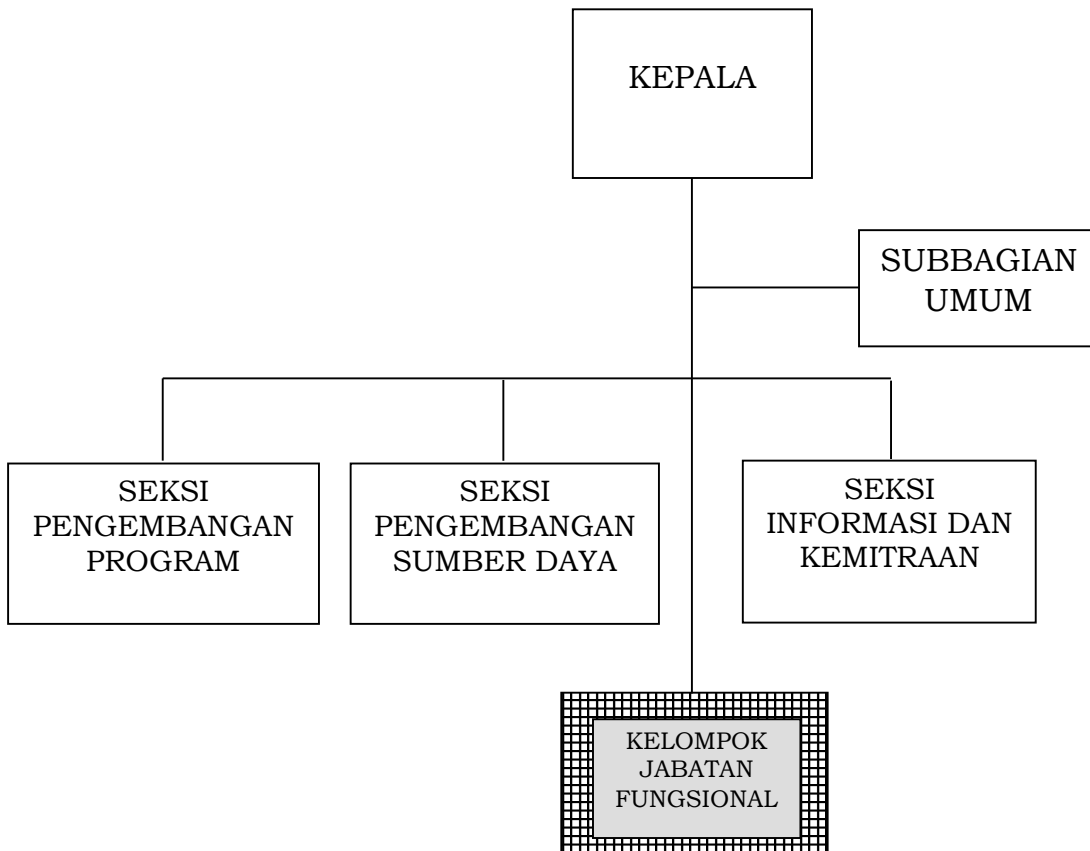 KEPALA
SUBBAGIAN
UMUM
SEKSI
PENGEMBANGAN
PROGRAM
SEKSI
PENGEMBANGAN
SUMBER DAYA
SEKSI
INFORMASI DAN
KEMITRAAN
KELOMPOK
JABATAN
FUNGSIONAL